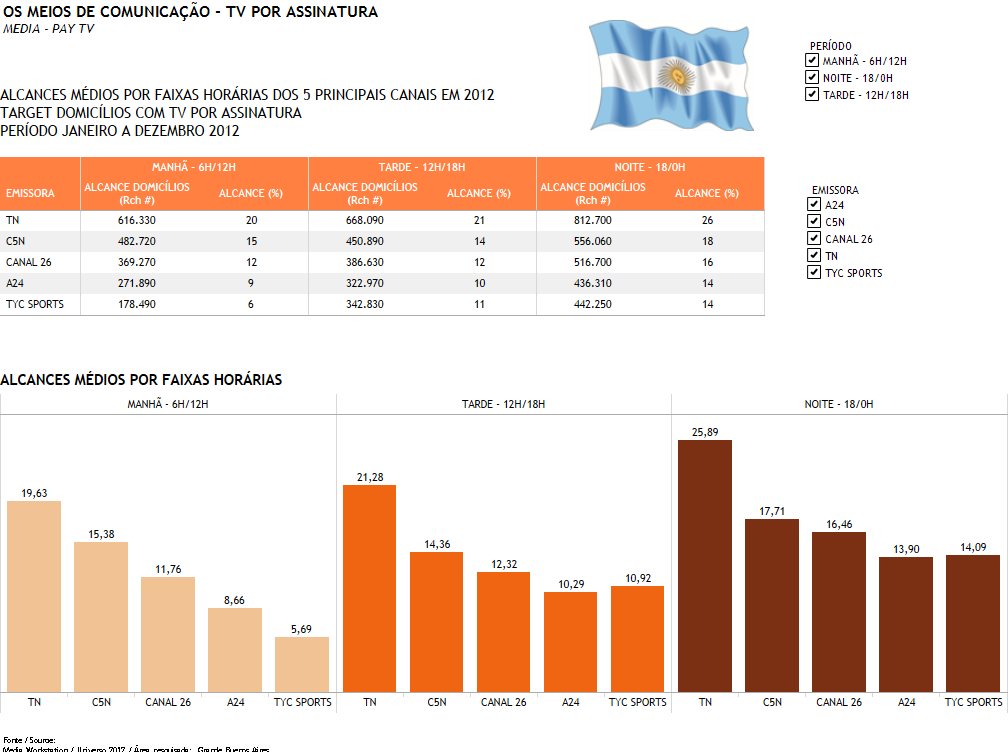 OS MEIOS DE COMUNICAÇÃO - TV POR ASSINATURA
MEDIA - PAY TV
PERÍODO
MANHÃ - 6H/12H
NOITE - 18/0H
TARDE - 12H/18H
ALCANCES MÉDIOS POR FAIXAS HORÁRIAS DOS 5 PRINCIPAIS CANAIS EM 2012
TARGET DOMICÍLIOS COM TV POR ASSINATURA
PERÍODO JANEIRO A DEZEMBRO 2012
MANHÃ - 6H/12H TARDE - 12H/18H NOITE - 18/0H
EMISSORA ALCANCE DOMICÍLIOS (Rch #) ALCANCE (%) ALCANCE DOMICÍLIOS (Rch #) ALCANCE (%) ALCANCE DOMICÍLIOS (Rch #) ALCANCE (%)
TN 616.330 20 668.090 21 812.700 26
C5N 482.720 15 450.890 14 556.060 18
CANAL 26 369.270 12 386.630 12 516.700 16
A24 271.890 9 322.970 10 436.310 14
TYC SPORTS 178.490 6 342.830 11 442.250 14
EMISSORA
A24
C5N
CANAL 26
TN
TYC SPORTS
ALCANCES MÉDIOS POR FAIXAS HORÁRIAS
MANHÃ - 6H/12H TARDE - 12H/18H NOITE - 18/0H
19,63 15,38 11,76 8,66 5,69 21,28 14,36 12,32 10,29 10,92 25,89 17,71 16,46 13,90 14,09
TN C5N CANAL 26 A24 TYC SPORTS TN C5N CANAL 26 A24 TYC SPORTS TN C5N CANAL 26 A24 TYC SPORTS
Fonte / Source:
Media Workstation / Universo 2012 / Área pesquisada: Grande Buenos Aires